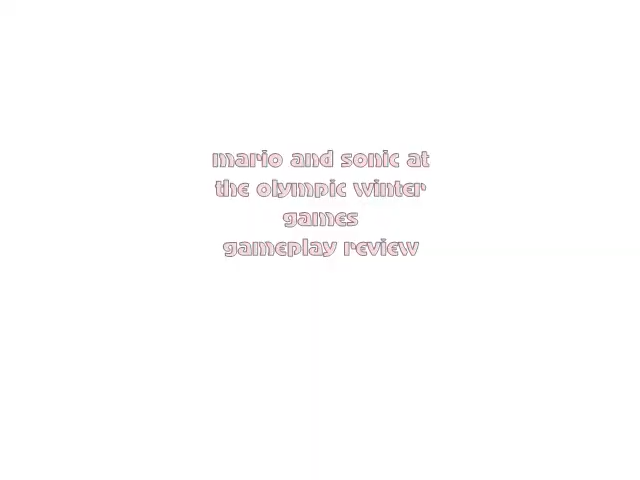 mario and sonic at
the olympic winter
games
gameplay review